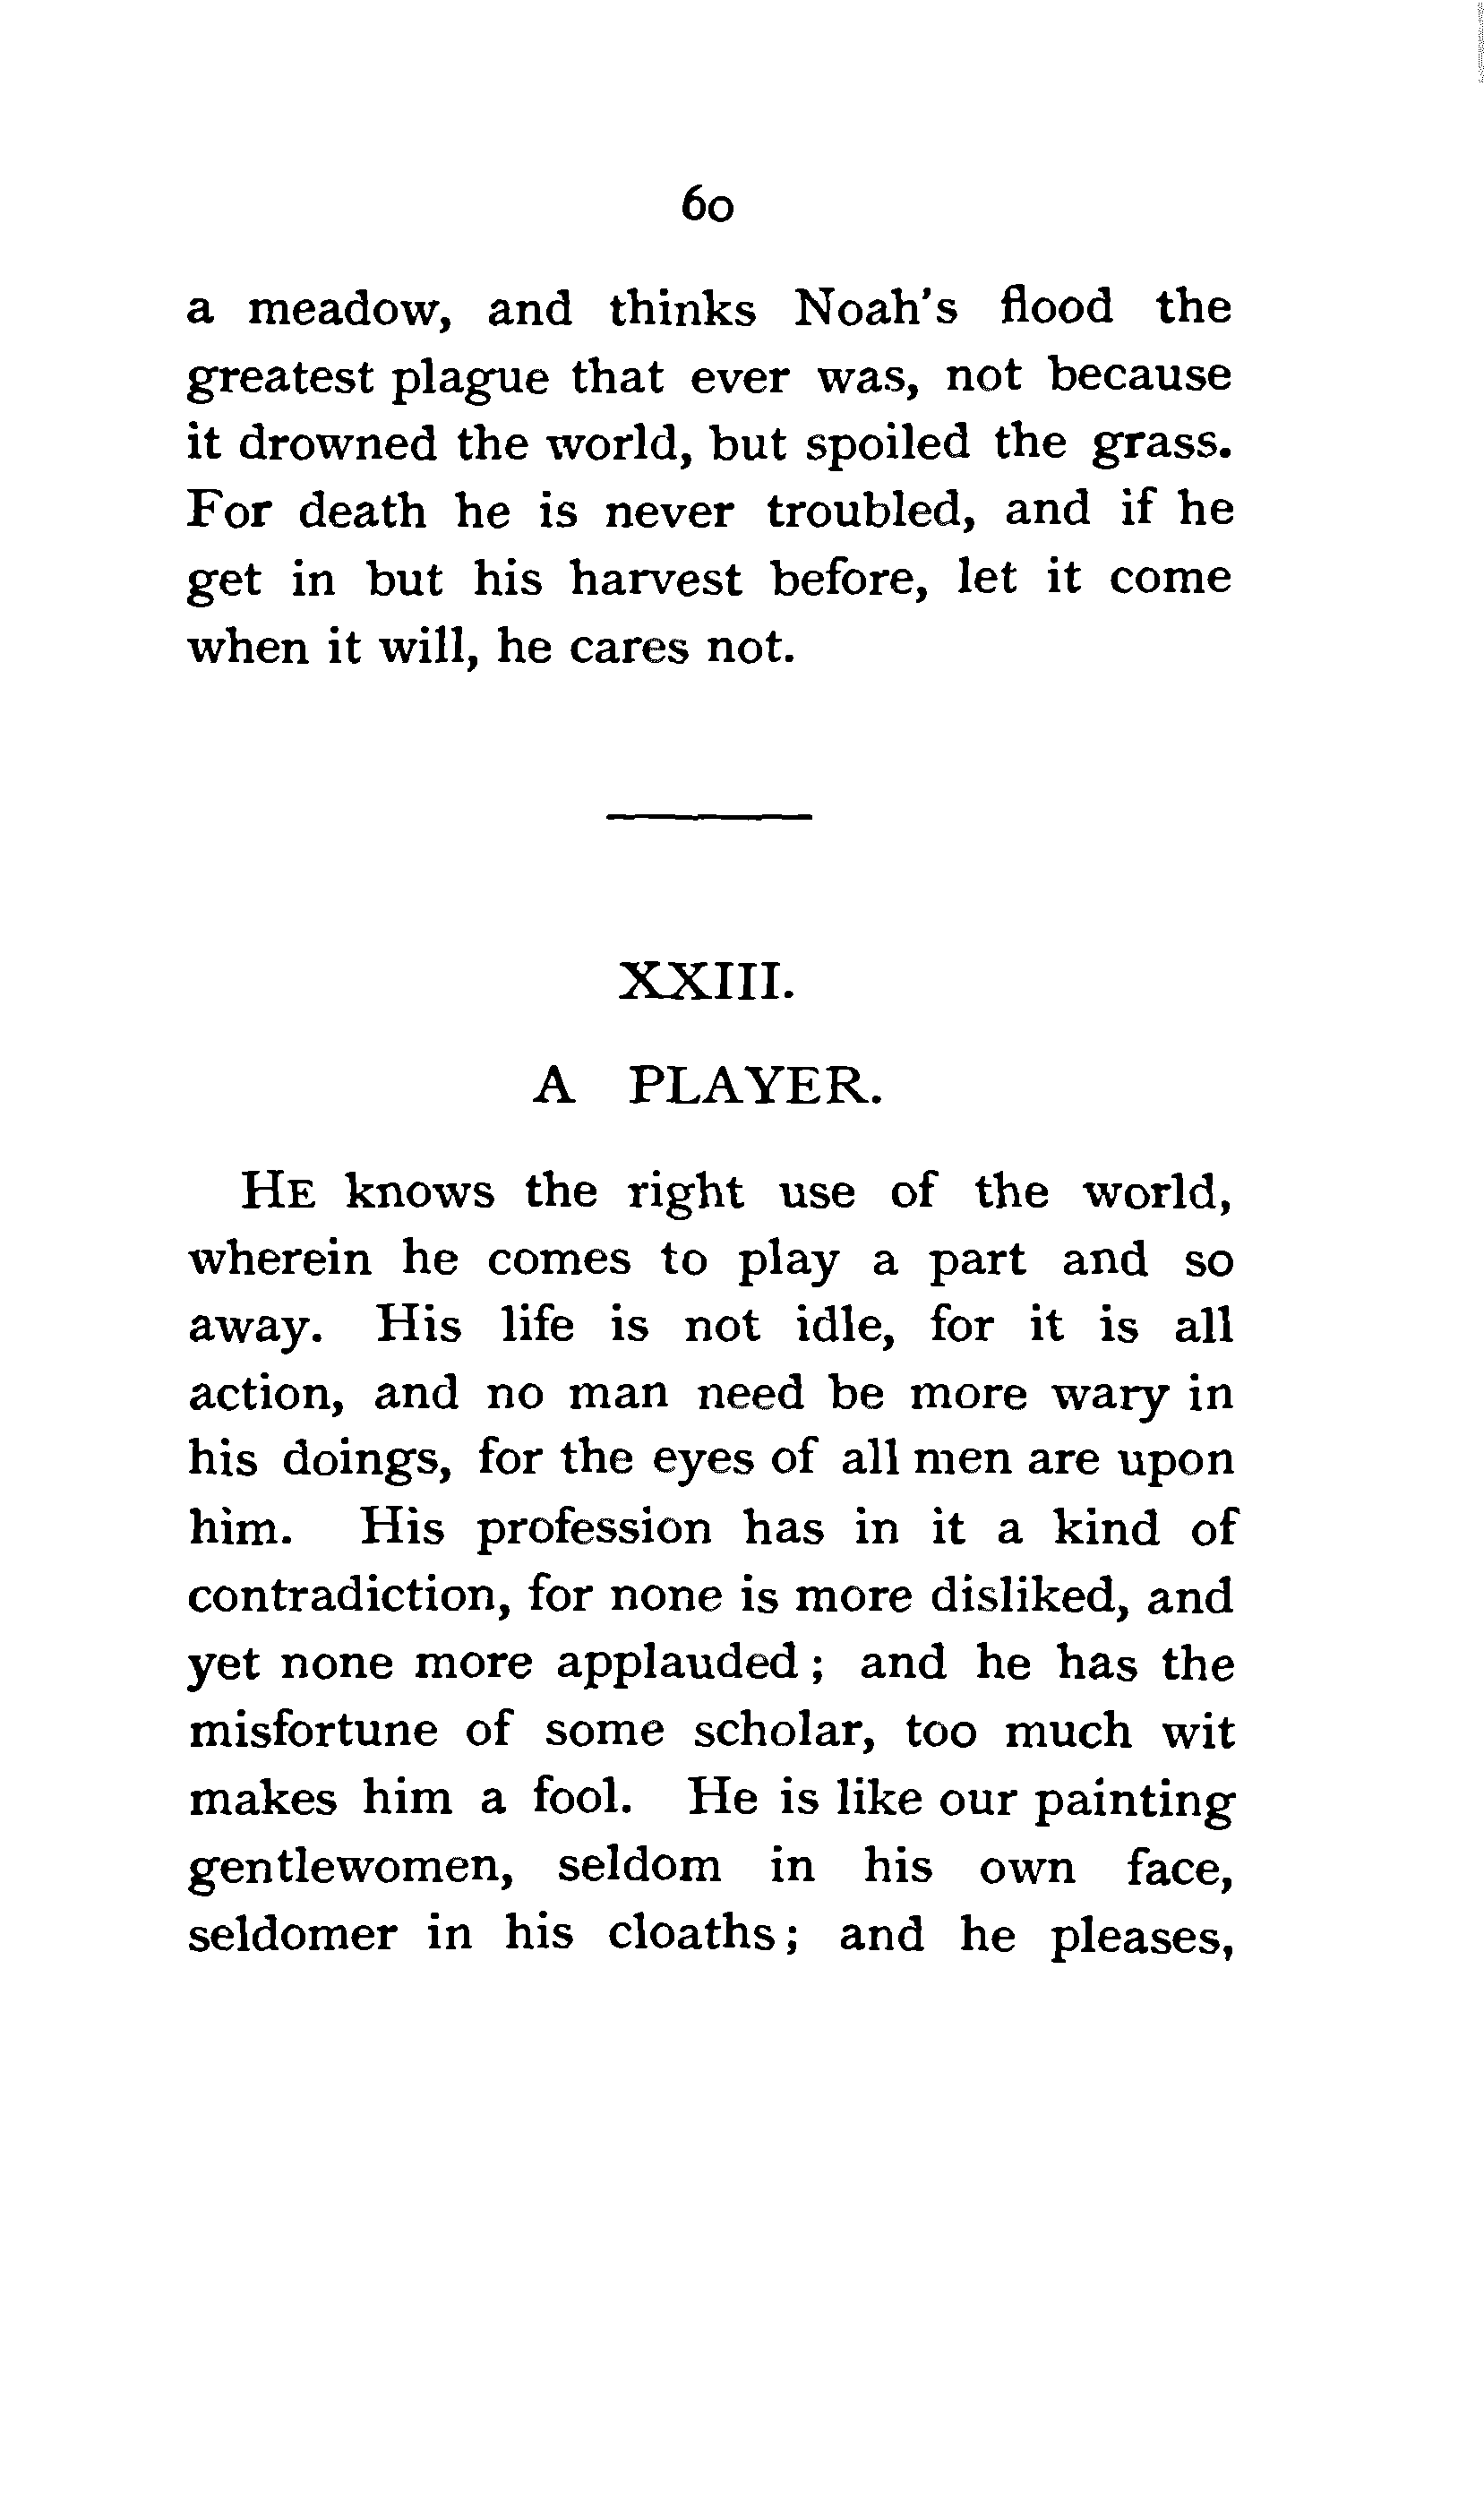 60
a meadow, and thinks Noah's flood the
greatest plague that ever was, not because
it drowned the world, but spoiled the grass.
For death he is never troubled, and if he
get in but his harvest before, let it come
when it will, he cares not.
XXIII.
A PLAYER.
HE knows the right use of the world,
wherein he comes to play a part and so
away. His life is not idle, for it is all
action, and no man need be more wary in
his doings, for the eyes of all men are upon
him. His profession has in it a kind of
contradiction, for none is more disliked, and
yet none more applauded; and he has the
misfortune of some scholar, too much wit
makes him a fool. He is like our painting
gentlewomen, seldom in his own face,
seldomer in his cloaths; and he pleases,